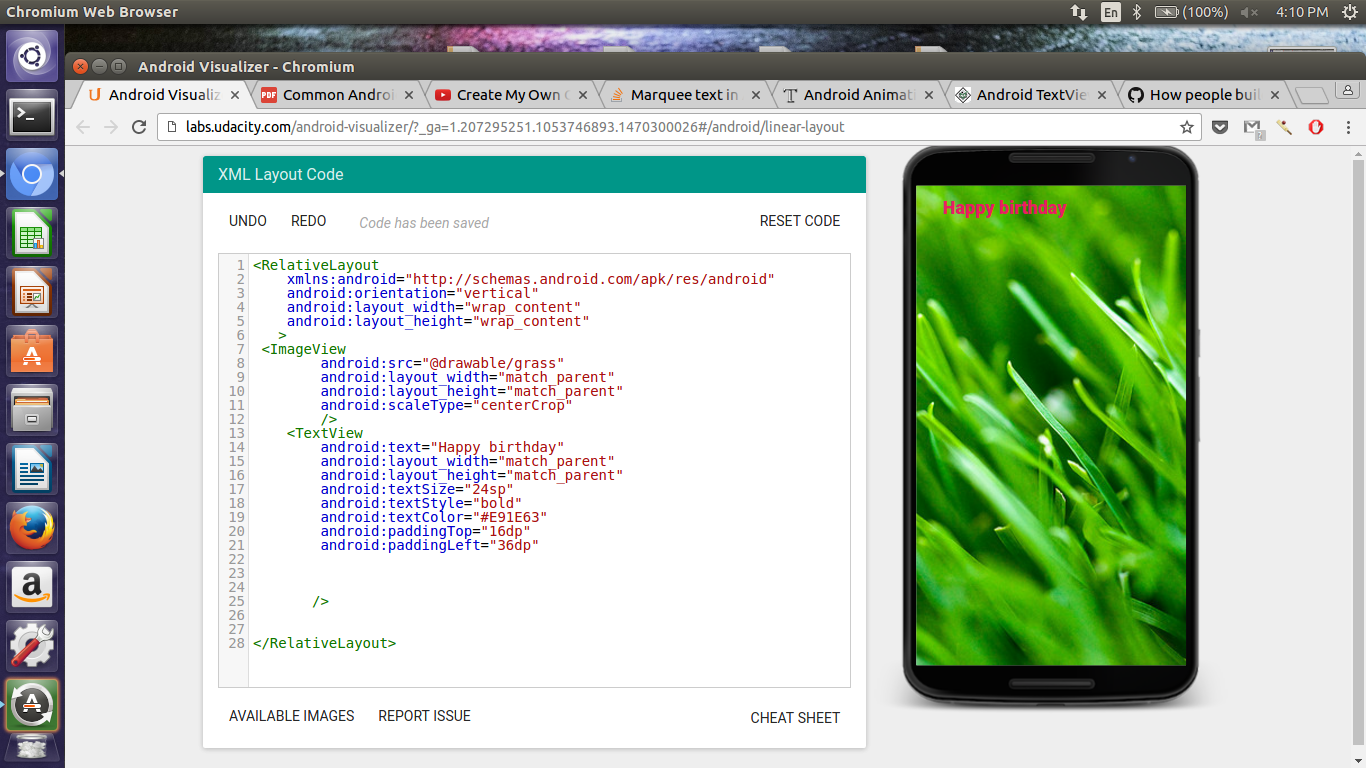 Chromium Web Browser
En
(100%)
4:10 PM
Android Visualizer - Chromium
Android Visualiz
PDF
Common Androi
Create My Own
Marquee text in
Android Animat
Android TextVie
How people buil
labs.udacity.com/android-visualizer/?_ga=1.207295251.1053746893.1470300026#/android/linear-layout
XML Layout Code
UNDO
REDO
Code has been saved
RESET CODE
1 <RelativeLayout
2     xmlns:android="http://schemas.android.com/apk/res/android"
3     android:orientation="vertical"
4     android:layout_width="wrap_content"
5     android:layout_height="wrap_content"
6    >
7  <ImageView
8         android:src="@drawable/grass"
9         android:layout_width="match_parent"
10         android:layout_height="match_parent"
11         android:scaleType="centerCrop"
12         />
13     <TextView
14         android:text="Happy birthday"
15         android:layout_width="match_parent"
16         android:layout_height="match_parent"
17         android:textSize="24sp"
18         android:textStyle="bold"
19         android:textColor="#E91E63"
20         android:paddingTop="16dp"
21         android:paddingLeft="36dp"
22
23
24
25        />
26
27
28 </RelativeLayout>
AVAILABLE IMAGES
REPORT ISSUE
CHEAT SHEET
Happy birthday